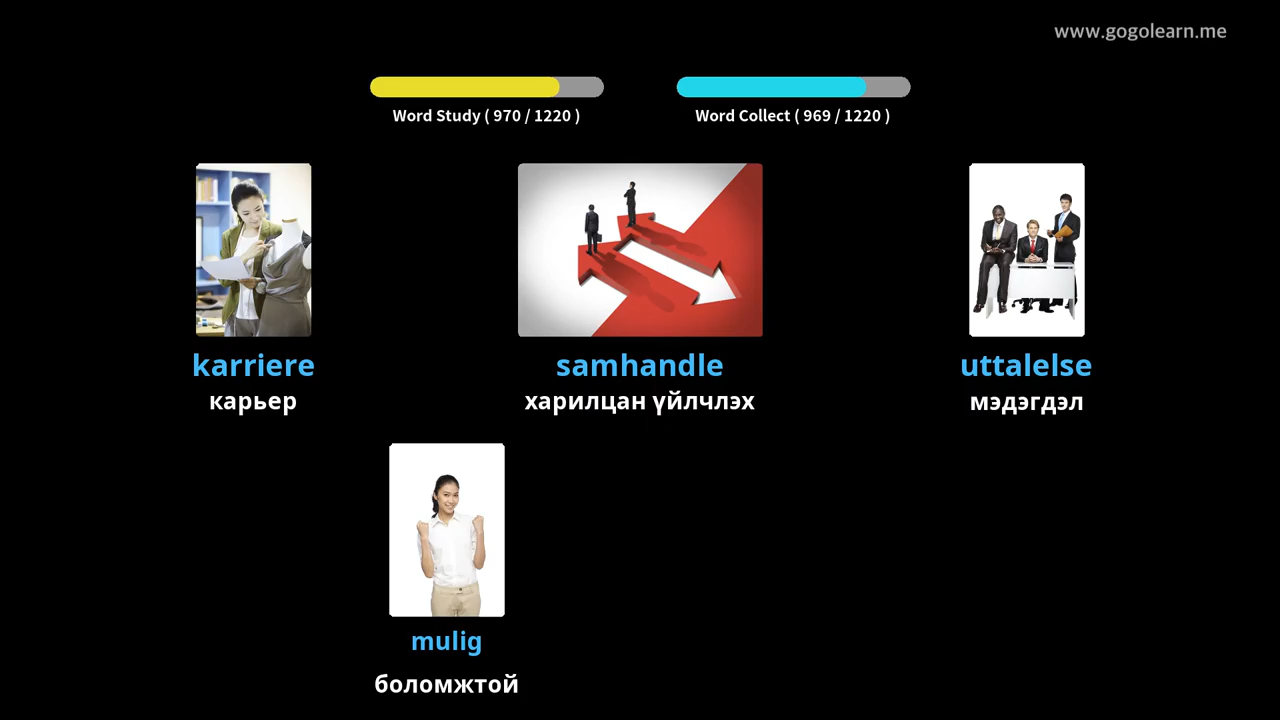 www.gogolearn.me
Word Study ( 970 / 1220 )
Word Collect ( 969 / 1220 )
karriere
карьер
samhandle
харилцан үйлчлэх
uttalelse
мэдэгдэл
mulig
боломжтой